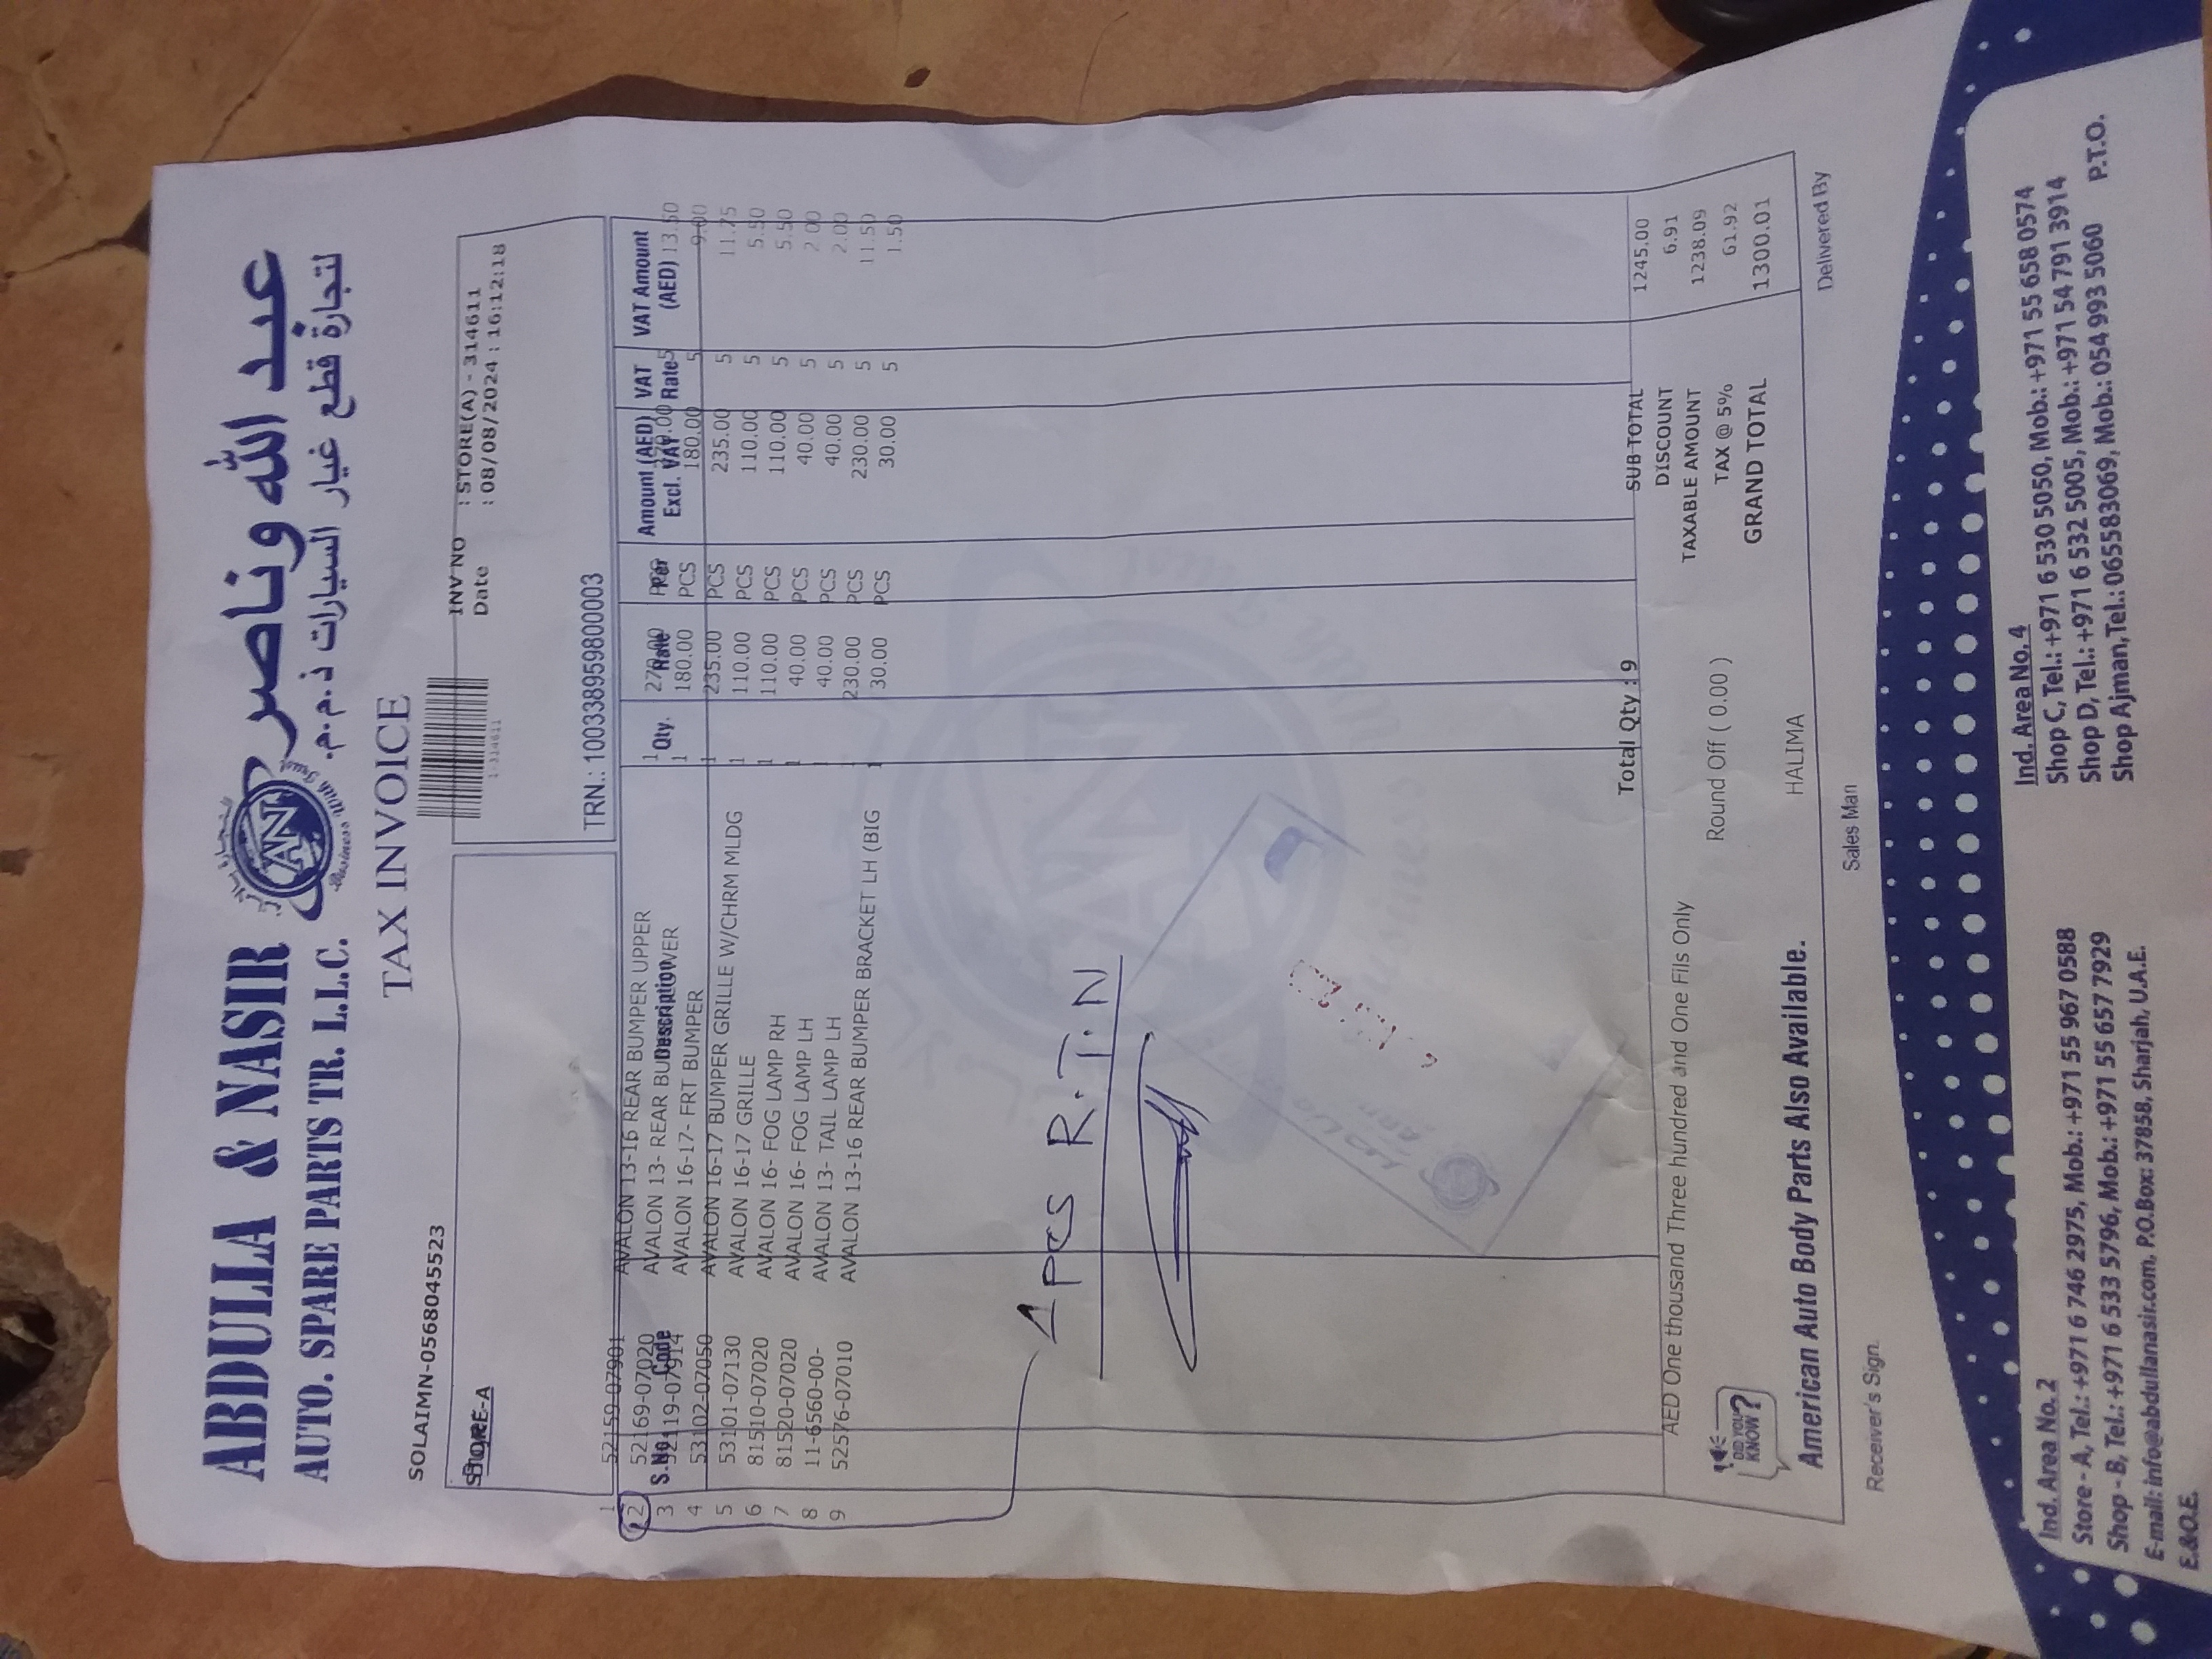 ABDULLA & NASIR
AUTO. SPARE PARTS TR. L.L.C.
عبد الله وناصر
لتجارة قطع غيار السيارات ذ.م.م.
AN
Business With Trust
TAX INVOICE
SOLAIMN-0568045523
1-314611
INV NO : STORE(A) - 314611
Date : 08/08/2024 : 16:12:18
STORE-A
TRN.: 100338959800003
S.No. Code Description Qty. Rate Per Amount (AED) Excl. VAT VAT Rate VAT Amount (AED)
1 52159-07901 AVALON 13-16 REAR BUMPER UPPER 1 270.00 PCS 270.00 5 13.50
2 52169-07020 AVALON 13- REAR BUMPER LOWER 1 180.00 PCS 180.00 5 9.00
3 52119-07914 AVALON 16-17- FRT BUMPER 1 235.00 PCS 235.00 5 11.75
4 53102-07050 AVALON 16-17 BUMPER GRILLE W/CHRM MLDG 1 110.00 PCS 110.00 5 5.50
5 53101-07130 AVALON 16-17 GRILLE 1 110.00 PCS 110.00 5 5.50
6 81510-07020 AVALON 16- FOG LAMP RH 1 40.00 PCS 40.00 5 2.00
7 81520-07020 AVALON 16- FOG LAMP LH 1 40.00 PCS 40.00 5 2.00
8 11-6560-00- AVALON 13- TAIL LAMP LH 1 230.00 PCS 230.00 5 11.50
9 52576-07010 AVALON 13-16 REAR BUMPER BRACKET LH (BIG 1 30.00 PCS 30.00 5 1.50
1 PCS R.T.N
Total Qty : 9
SUB TOTAL 1245.00
DISCOUNT 6.91
TAXABLE AMOUNT 1238.09
TAX @ 5% 61.92
GRAND TOTAL 1300.01
AED One thousand Three hundred and One Fils Only
Round Off ( 0.00 )
DID YOU KNOW?
American Auto Body Parts Also Available.
HALIMA
Receiver's Sign.
Sales Man
Delivered By
Ind. Area No. 2
Store - A, Tel.: +971 6 746 2975, Mob.: +971 55 967 0588
Shop - B, Tel.: +971 6 533 5796, Mob.: +971 55 657 7929
E-mail: info@abdullanasir.com, P.O.Box: 37858, Sharjah, U.A.E.
E.&O.E.
Ind. Area No. 4
Shop C, Tel.: +971 6 530 5050, Mob.: +971 55 658 0574
Shop D, Tel.: +971 6 532 5005, Mob.: +971 54 791 3914
Shop Ajman, Tel.: 065583069, Mob.: 054 993 5060
P.T.O.